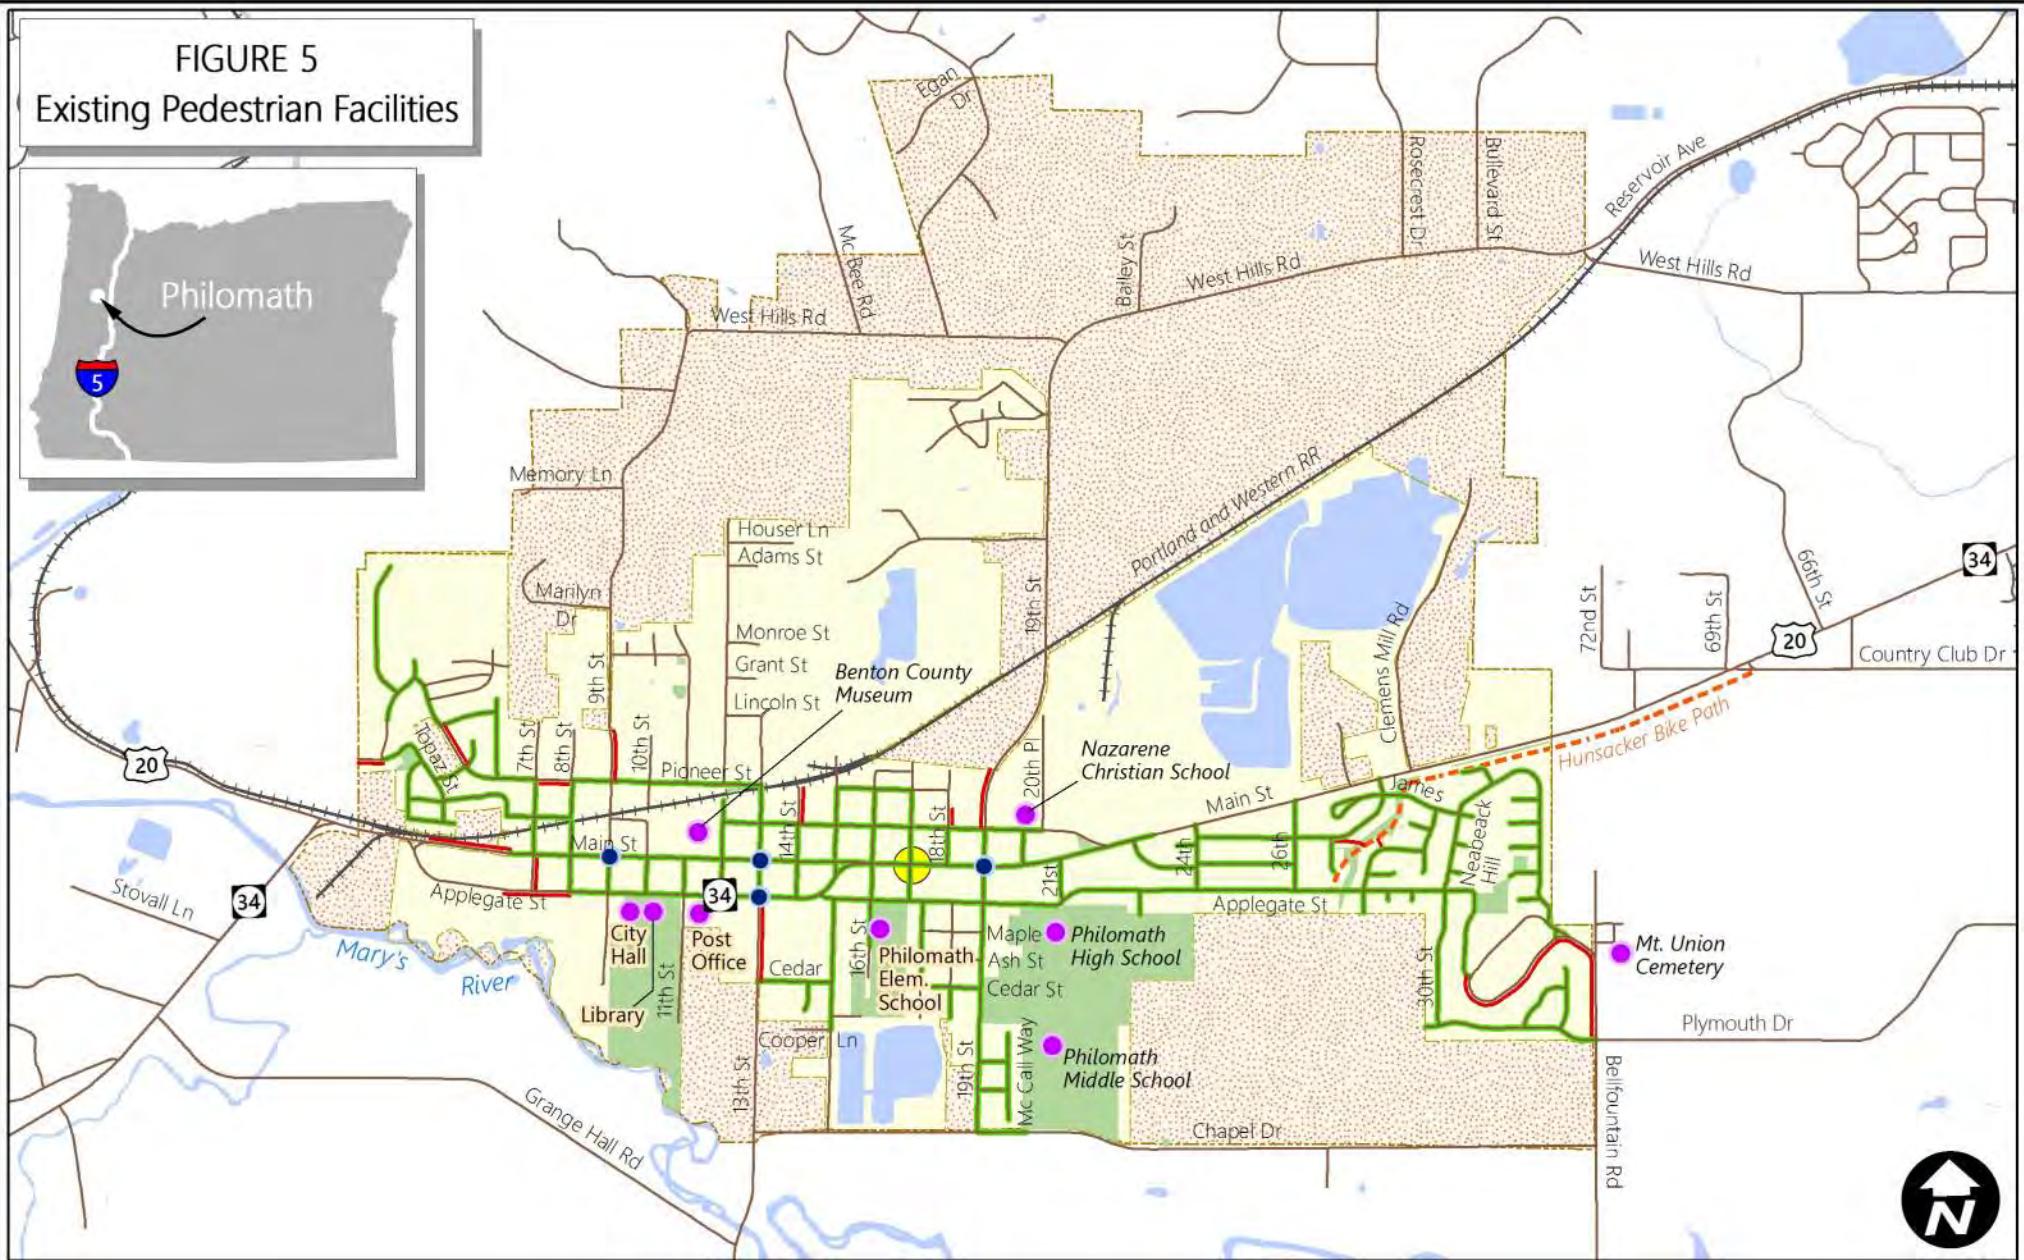 FIGURE 5
Existing Pedestrian Facilities
Philomath
5
Egan
Dr
Mc Bee Rd
Bailey St
West Hills Rd
Rosecrest Dr
Bullevard St
Reservoir Ave
West Hills Rd
West Hills Rd
Memory Ln
Houser Ln
Adams St
Marilyn
Dr
Monroe St
Grant St
Lincoln St
Benton County
Museum
Portland and Western RR
19th St
Clemens Mill Rd
72nd St
69th St
66th St
34
20
Country Club Dr
Hunsacker Bike Path
20
Topaz St
7th St
8th St
9th St
10th St
Pioneer St
14th St
18th St
20th Pl
Nazarene
Christian School
Main St
James
Main St
24th
26th
Neabeack
Hill
21st
34
Stovall Ln
Applegate St
34
Applegate St
City
Hall
Post
Office
Library
11th St
Cedar
16th St
Philomath
Elem.
School
Maple
Ash St
Cedar St
Philomath
High School
30th St
Mt. Union
Cemetery
Mary's
River
Cooper Ln
13th St
19th St
Mc Call Way
Philomath
Middle School
Plymouth Dr
Bellfountain Rd
Grange Hall Rd
Chapel Dr
N